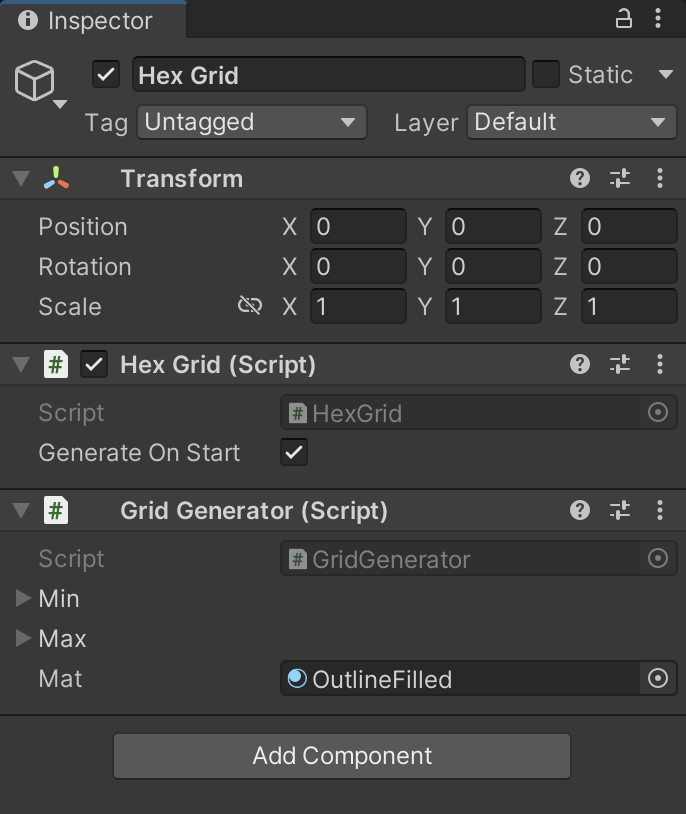 Inspector
Hex Grid Static
Tag Untagged Layer Default
Transform
Position X 0 Y 0 Z 0
Rotation X 0 Y 0 Z 0
Scale X 1 Y 1 Z 1
# Hex Grid (Script)
Script # HexGrid
Generate On Start
# Grid Generator (Script)
Script # GridGenerator
Min
Max
Mat OutlineFilled
Add Component